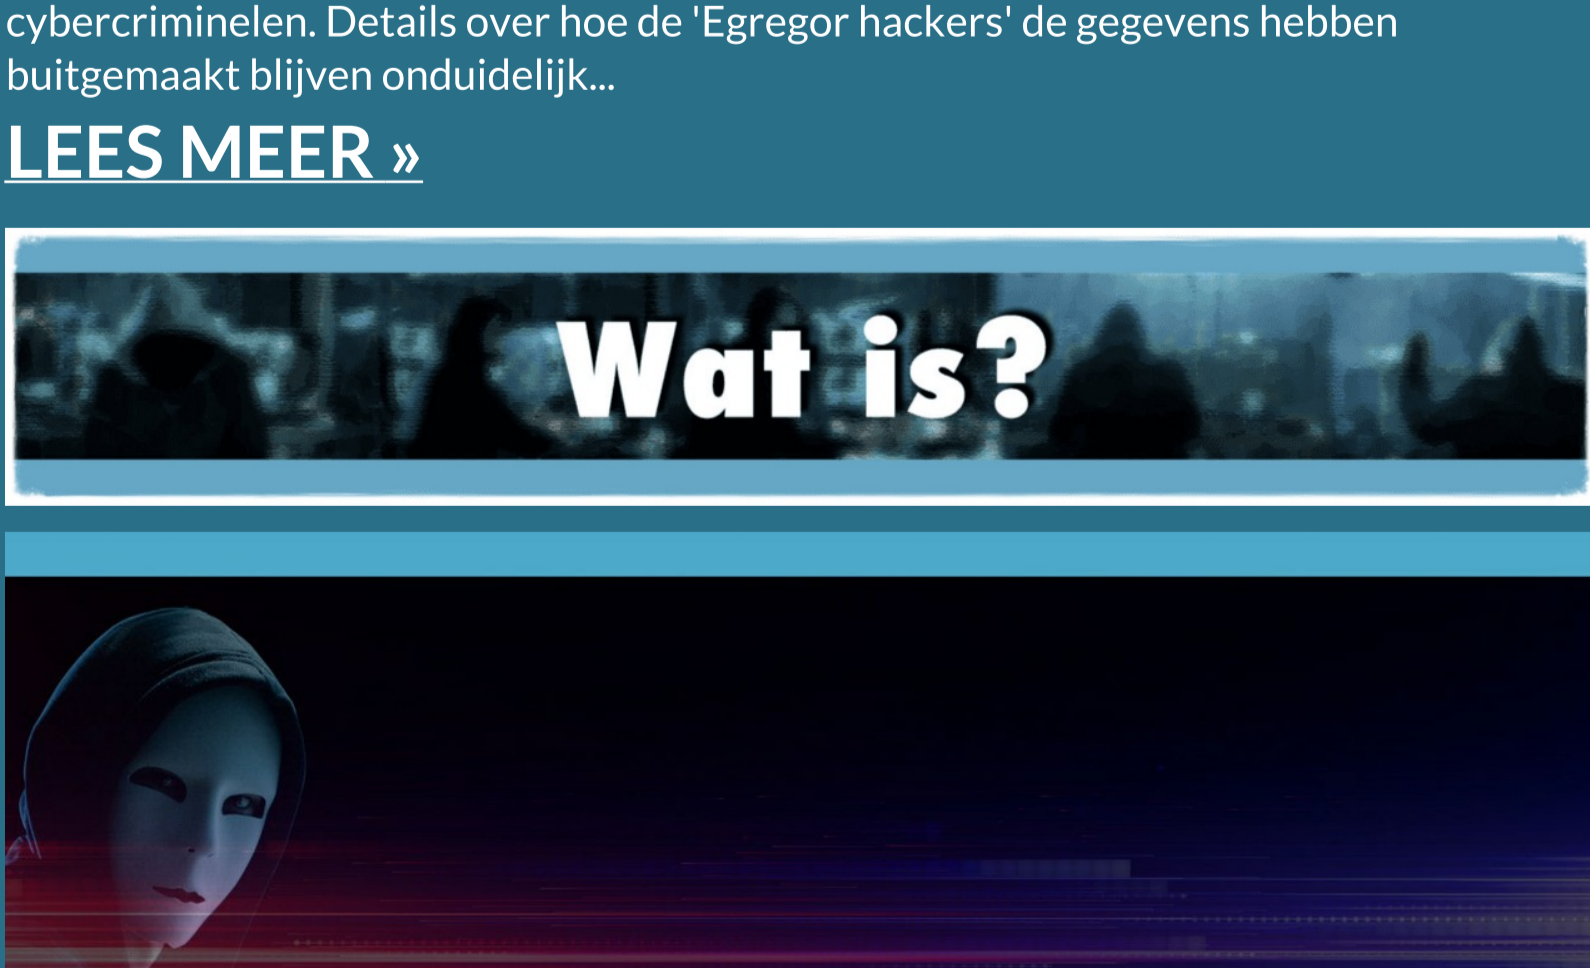 cybercriminelen. Details over hoe de 'Egregor hackers' de gegevens hebben
buitgemaakt blijven onduidelijk...
LEES MEER »
Wat is?